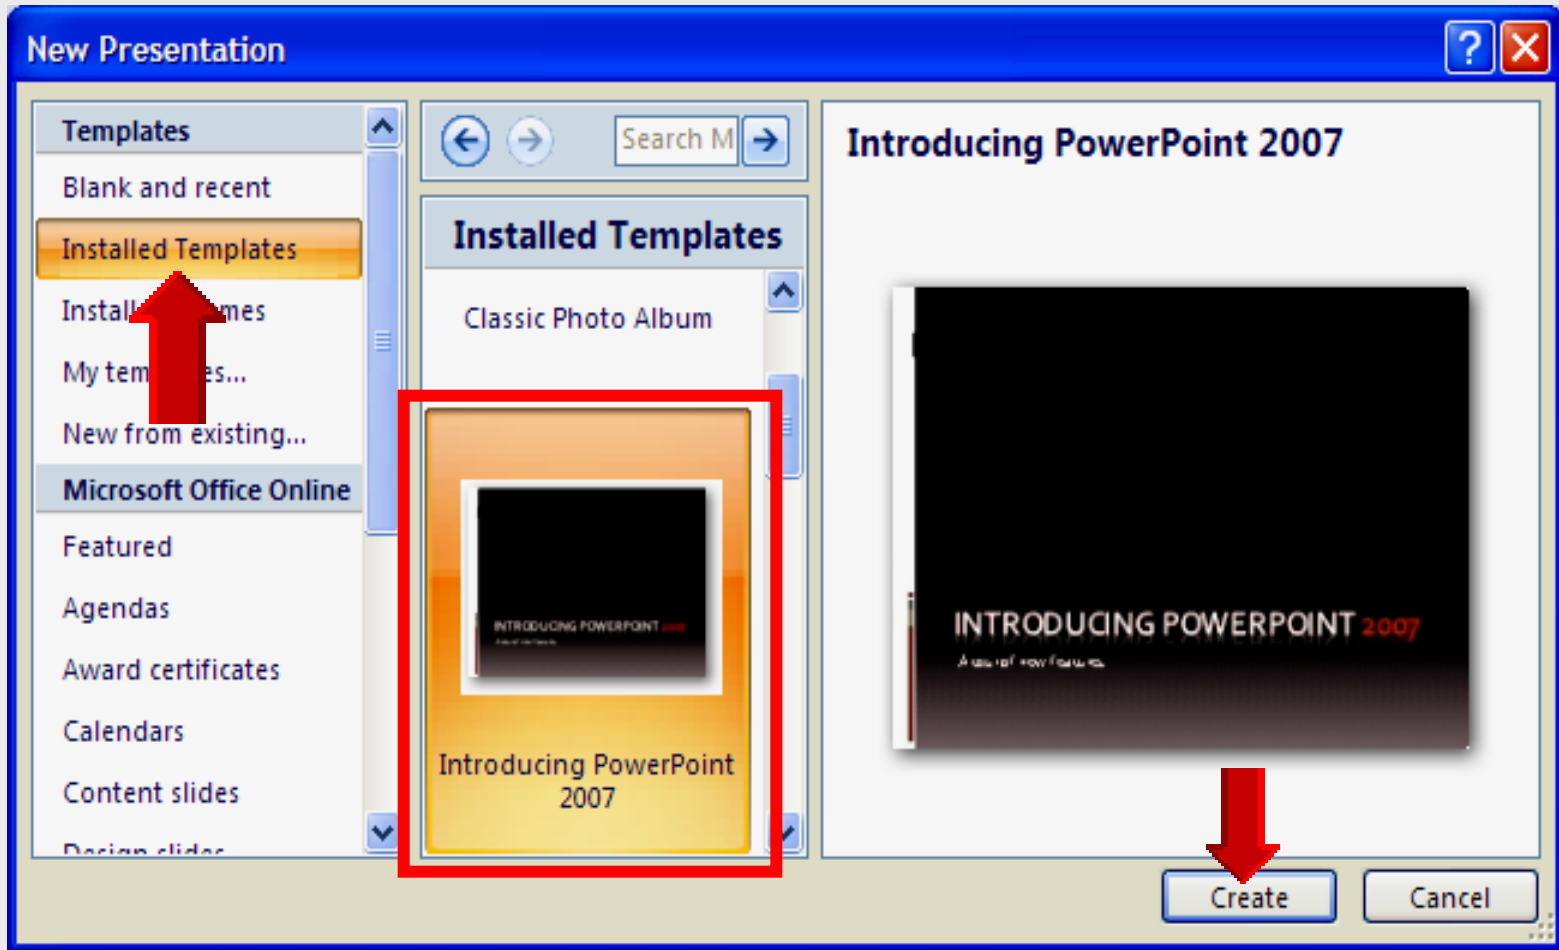 New Presentation
?
Templates
Blank and recent
Installed Templates
My
New from existing...
Microsoft Office Online
Featured
Agendas
Award certificates
Calendars
Content slides
Design slides
Search M
Installed Templates
Classic Photo Album
INTRODUCING POWERPOINT 2007
Introducing PowerPoint
2007
Introducing PowerPoint 2007
INTRODUCING POWERPOINT 2007
Create
Cancel